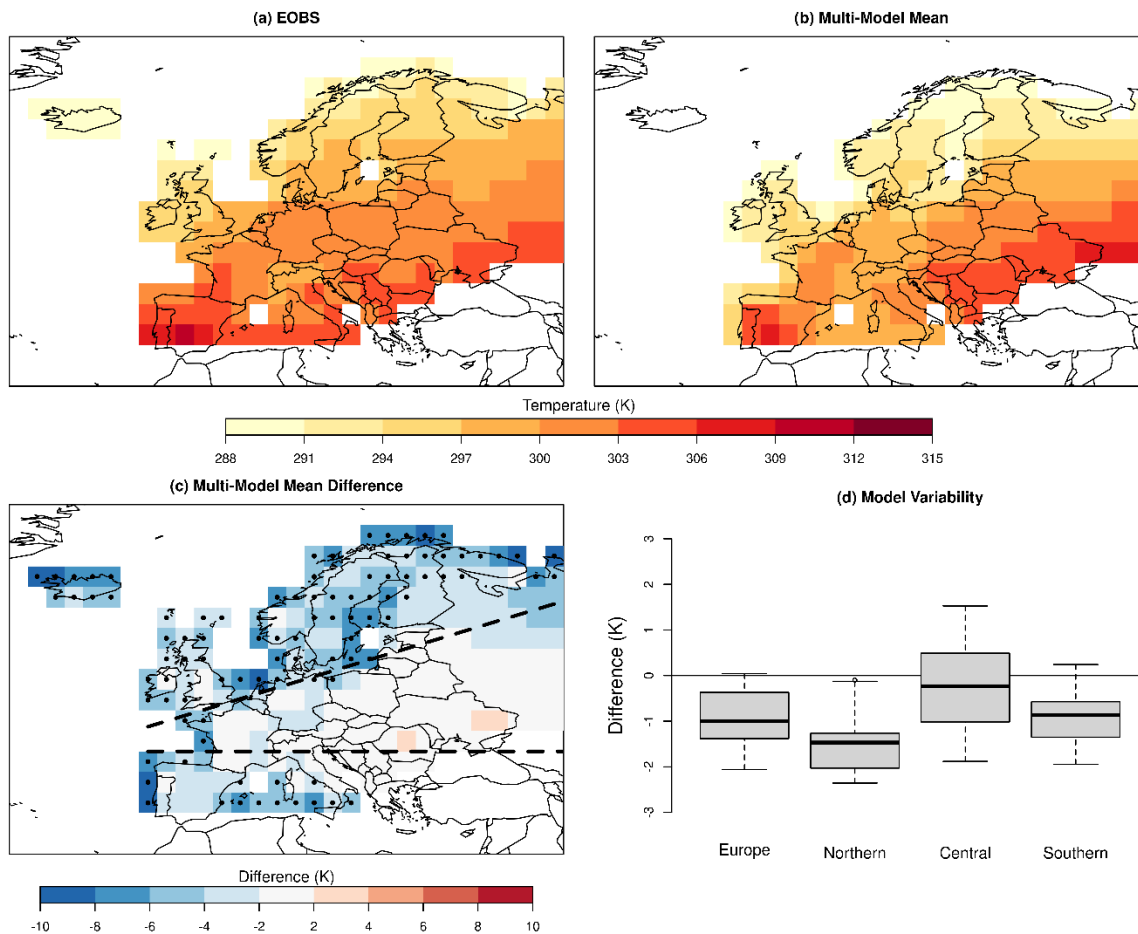 (a) EOBS
(b) Multi-Model Mean
Temperature (K)
288 291 294 297 300 303 306 309 312 315
(c) Multi-Model Mean Difference
Difference (K)
-10 -8 -6 -4 -2 2 4 6 8 10
(d) Model Variability
Difference (K)
3
2
1
0
-1
-2
-3
Europe Northern Central Southern